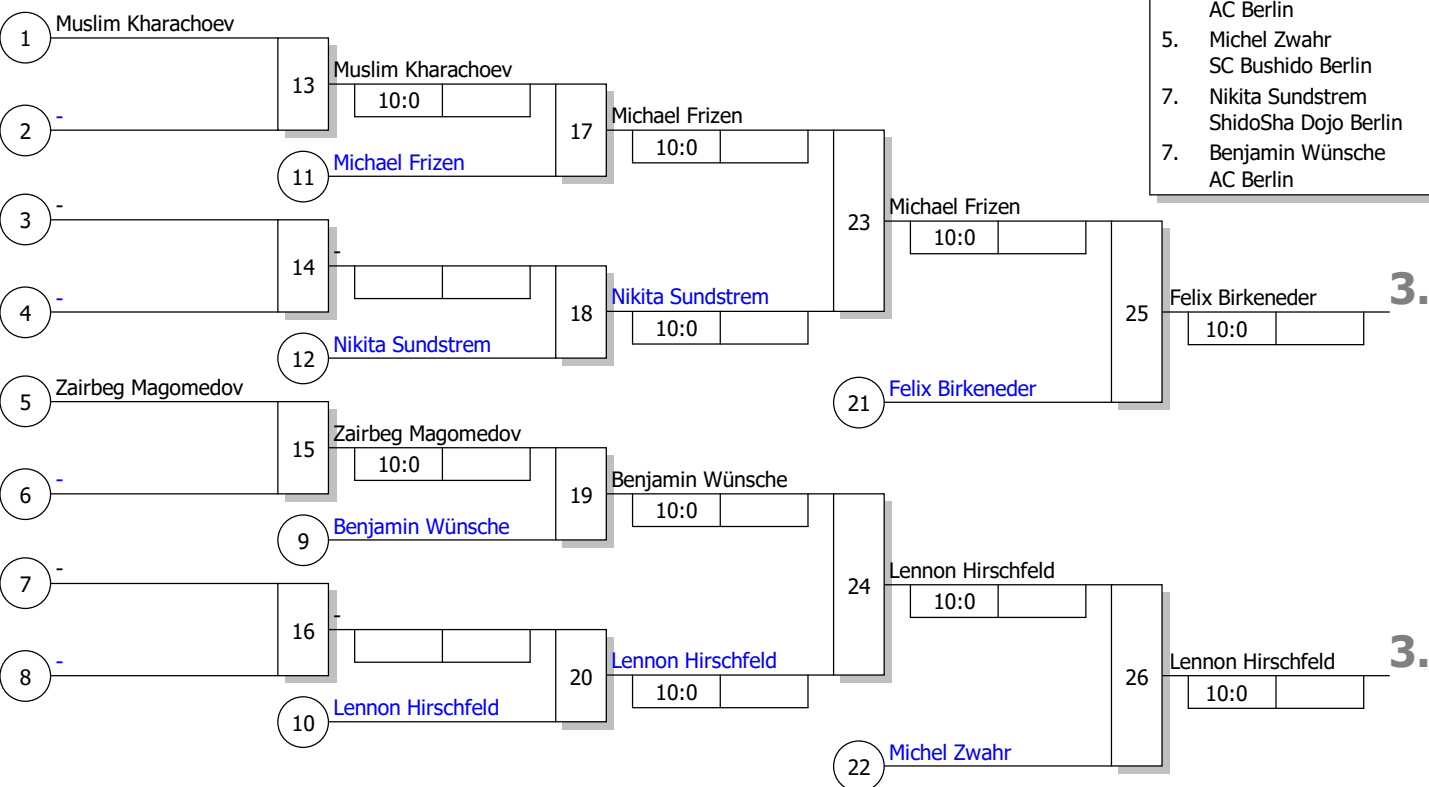 AC Berlin
5. Michel Zwahr
SC Bushido Berlin
7. Nikita Sundstrem
ShidoSha Dojo Berlin
7. Benjamin Wünsche
AC Berlin
1 Muslim Kharachoev
2 -
13
3 -
4 -
14
5 Zairbeg Magomedov
6 -
15
7 -
8 -
16
Muslim Kharachoev
10:0
11 Michael Frizen
17
-
12 Nikita Sundstrem
18
Zairbeg Magomedov
10:0
9 Benjamin Wünsche
19
-
10 Lennon Hirschfeld
20
Michael Frizen
10:0
Nikita Sundstrem
10:0
23
Benjamin Wünsche
10:0
Lennon Hirschfeld
10:0
24
Michael Frizen
10:0
21 Felix Birkeneder
25
Lennon Hirschfeld
10:0
22 Michel Zwahr
26
Felix Birkeneder 3.
10:0
Lennon Hirschfeld 3.
10:0